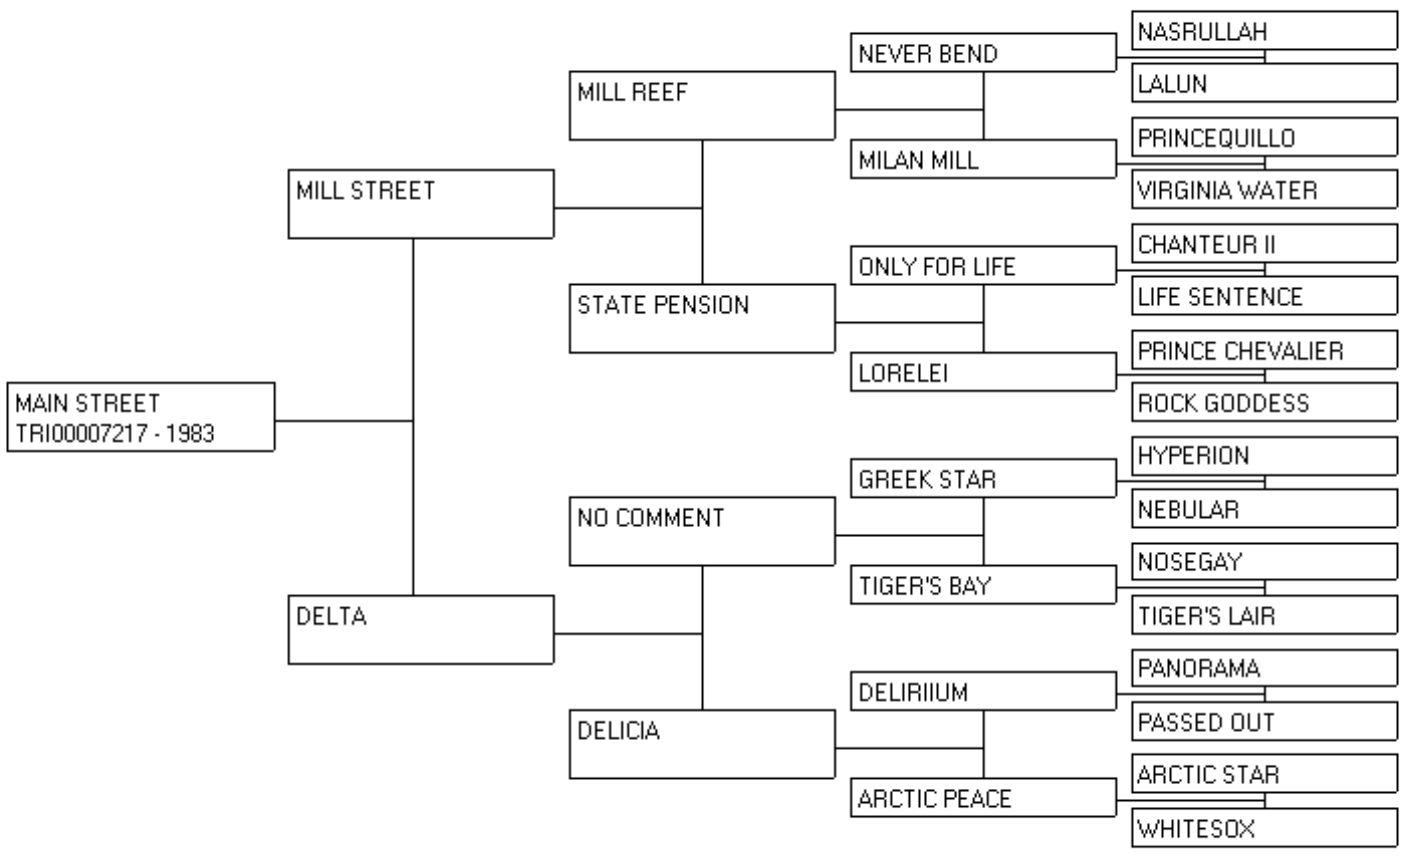 NASRULLAH
NEVER BEND
LALUN
MILL REEF
PRINCEQUILLO
MILAN MILL
VIRGINIA WATER
MILL STREET
CHANTEUR II
ONLY FOR LIFE
LIFE SENTENCE
STATE PENSION
PRINCE CHEVALIER
LORELEI
ROCK GODDESS
MAIN STREET
TRI00007217 - 1983
HYPERION
GREEK STAR
NEBULAR
NO COMMENT
NOSEGAY
TIGER'S BAY
TIGER'S LAIR
DELTA
PANORAMA
DELIRIIUM
PASSED OUT
DELICIA
ARCTIC STAR
ARCTIC PEACE
WHITESOX